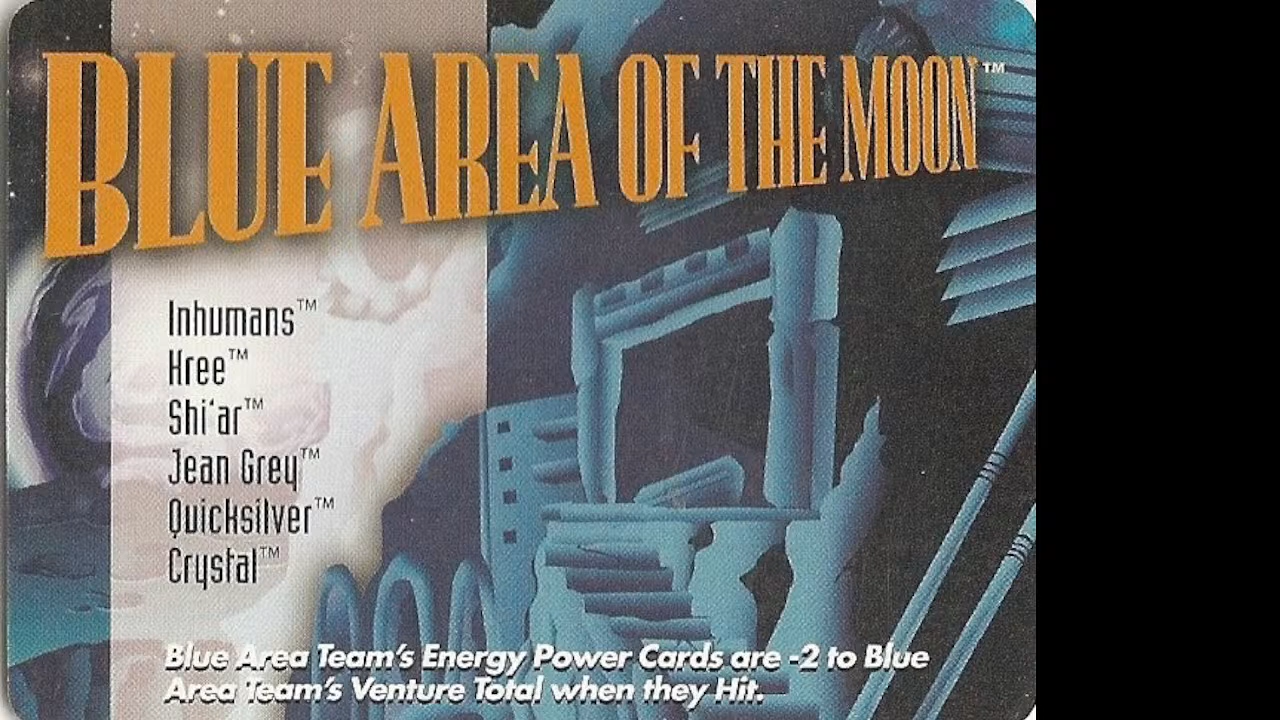 BLUE AREA OF THE MOON™
Inhumans™
Kree™
Shi'ar™
Jean Grey™
Quicksilver™
Crystal™
Blue Area Team's Energy Power Cards are -2 to Blue
Area Team's Venture Total when they Hit.